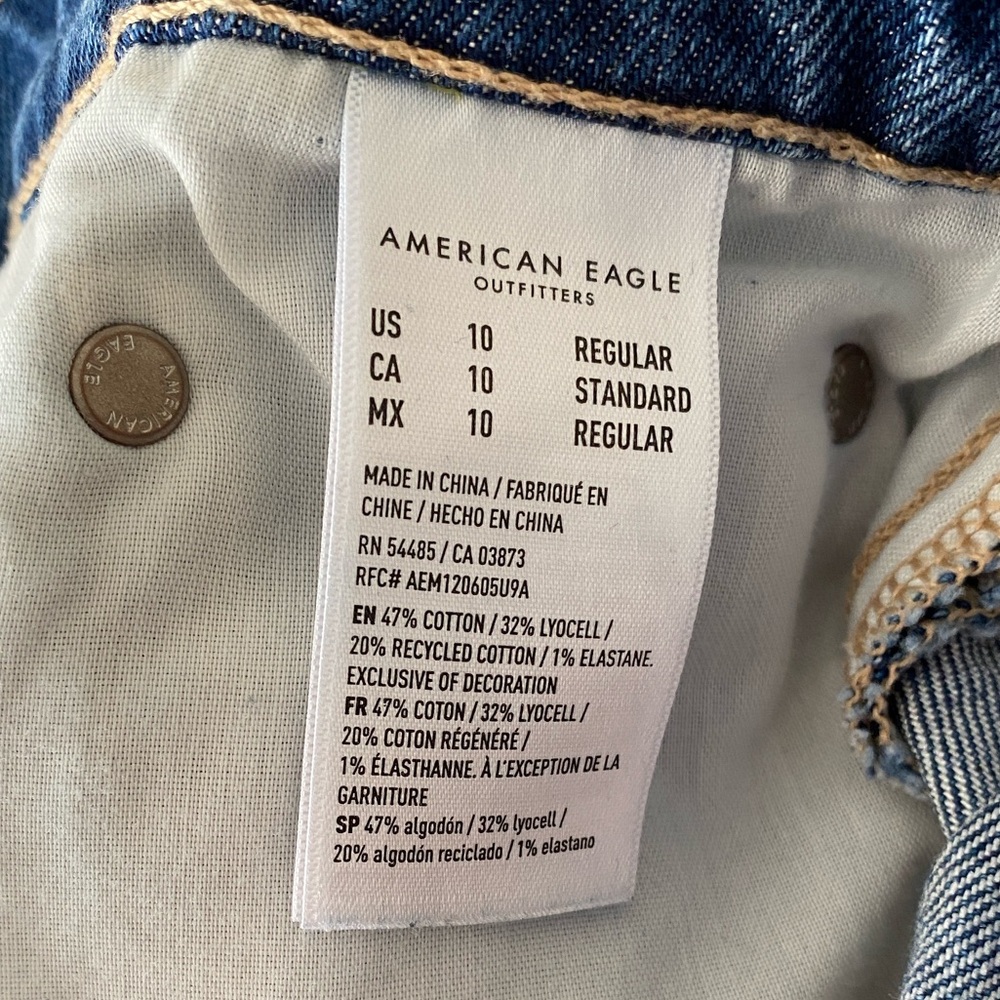 AMERICAN EAGLE
OUTFITTERS
US 10 REGULAR
CA 10 STANDARD
MX 10 REGULAR
MADE IN CHINA / FABRIQUÉ EN
CHINE / HECHO EN CHINA
RN 54485 / CA 03873
RFC# AEM120605U9A
EN 47% COTTON / 32% LYOCELL /
20% RECYCLED COTTON / 1% ELASTANE.
EXCLUSIVE OF DECORATION
FR 47% COTON / 32% LYOCELL /
20% COTON RÉGÉNÉRÉ /
1% ÉLASTHANNE. À L'EXCEPTION DE LA
GARNITURE
SP 47% algodón / 32% lyocell /
20% algodón reciclado / 1% elastano
AMERICAN
EAGLE